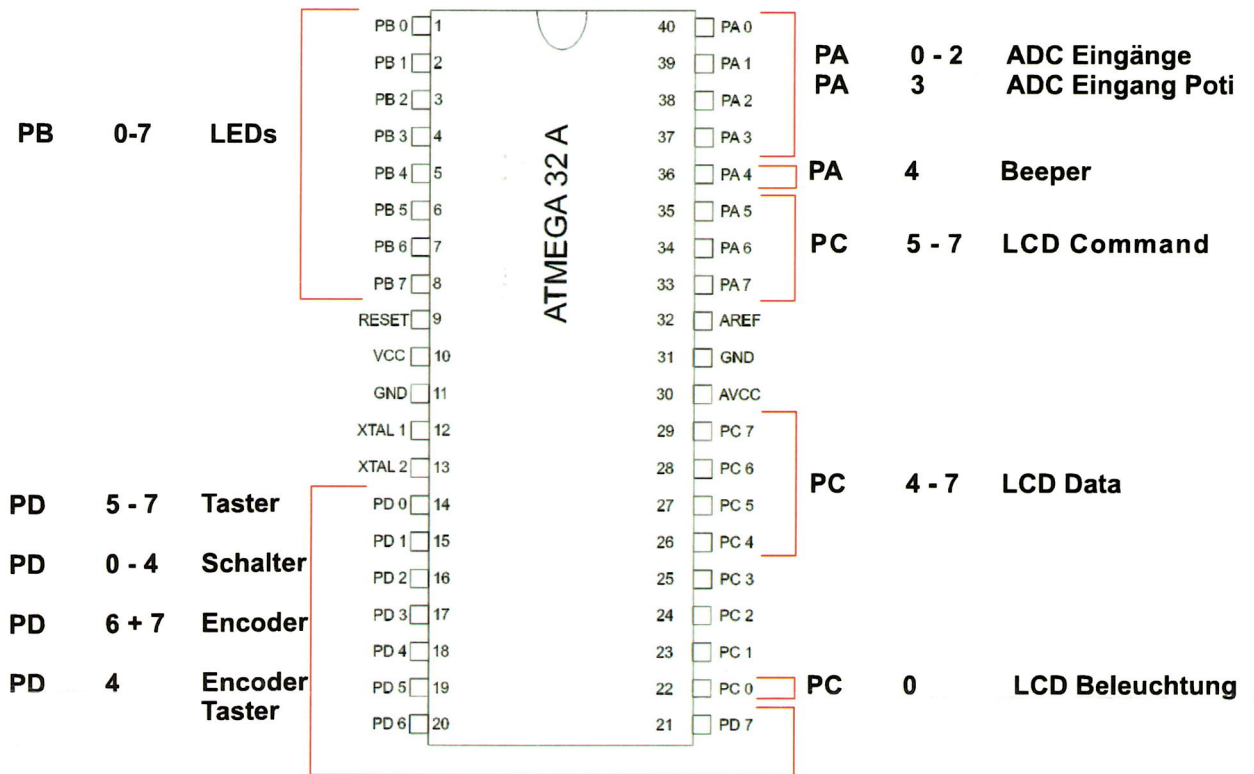 PB 0-7 LEDs
PD 5 - 7 Taster
PD 0 - 4 Schalter
PD 6 + 7 Encoder
PD 4 Encoder
Taster
PB 0 1
PB 1 2
PB 2 3
PB 3 4
PB 4 5
PB 5 6
PB 6 7
PB 7 8
RESET 9
VCC 10
GND 11
XTAL 1 12
XTAL 2 13
PD 0 14
PD 1 15
PD 2 16
PD 3 17
PD 4 18
PD 5 19
PD 6 20
ATMEGA 32 A
40 PA 0
39 PA 1
38 PA 2
37 PA 3
36 PA 4
35 PA 5
34 PA 6
33 PA 7
32 AREF
31 GND
30 AVCC
29 PC 7
28 PC 6
27 PC 5
26 PC 4
25 PC 3
24 PC 2
23 PC 1
22 PC 0
21 PD 7
PA 0 - 2 ADC Eingänge
PA 3 ADC Eingang Poti
PA 4 Beeper
PC 5 - 7 LCD Command
PC 4 - 7 LCD Data
PC 0 LCD Beleuchtung